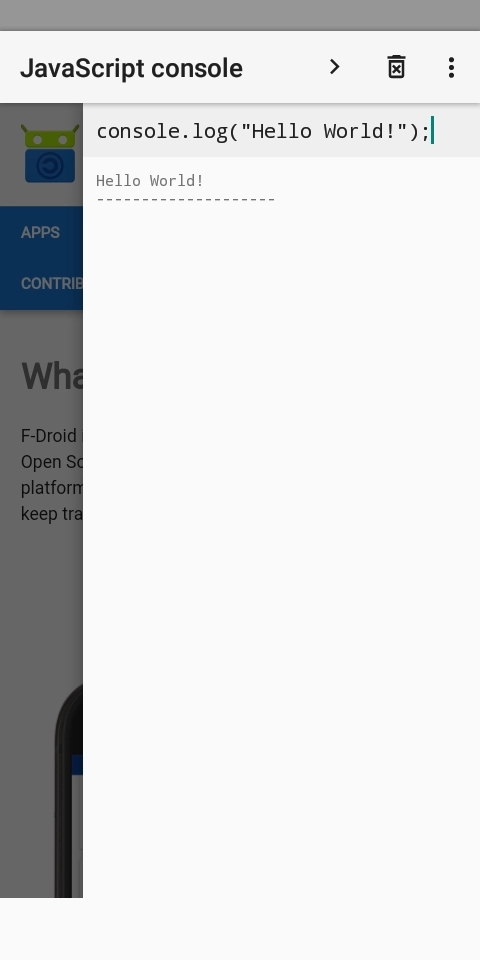 JavaScript console
console.log("Hello World!");
Hello World!
--------------------
APPS
CONTRIB
Wha
F-Droid
Open So
platform
keep tra